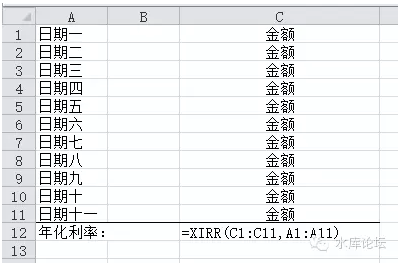 A B C
1 日期一 金额
2 日期二 金额
3 日期三 金额
4 日期四 金额
5 日期五 金额
6 日期六 金额
7 日期七 金额
8 日期八 金额
9 日期九 金额
10 日期十 金额
11 日期十一 金额
12 年化利率: =XIRR(C1:C11,A1:A11)
13 水库论坛